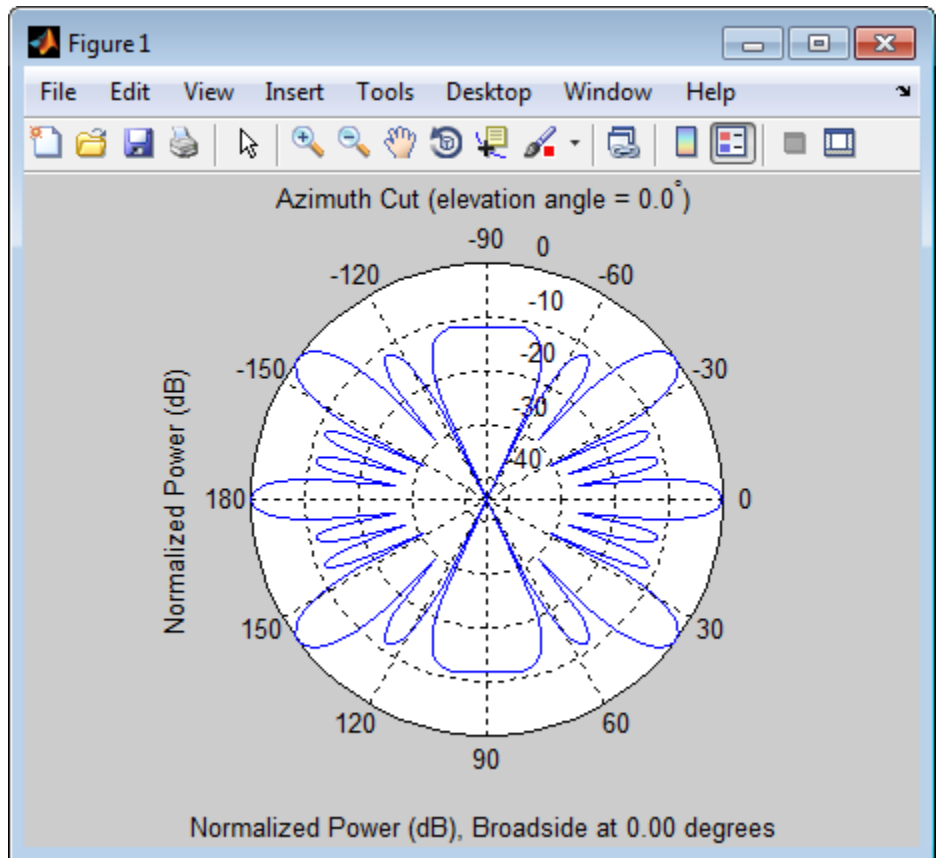 Figure 1
File Edit View Insert Tools Desktop Window Help
Azimuth Cut (elevation angle = 0.0°)
-90 0
-120 -60
-10
-20
-150 -30
-30
-40
Normalized Power (dB)
180 0
150 30
120 60
90
Normalized Power (dB), Broadside at 0.00 degrees